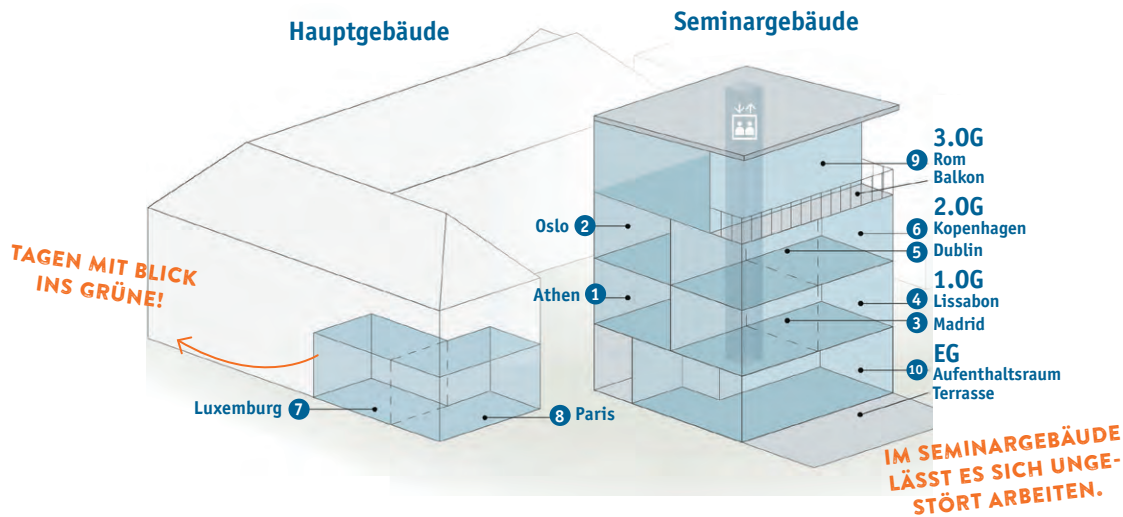 Hauptgebäude
Seminargebäude
TAGEN MIT BLICK
INS GRÜNE!
Oslo 2
Athen 1
Luxemburg 7
8 Paris
3.OG
9 Rom
Balkon
2.OG
6 Kopenhagen
5 Dublin
1.OG
4 Lissabon
3 Madrid
EG
10 Aufenthaltsraum
Terrasse
IM SEMINARGEBÄUDE
LÄSST ES SICH UNGE-
STÖRT ARBEITEN.